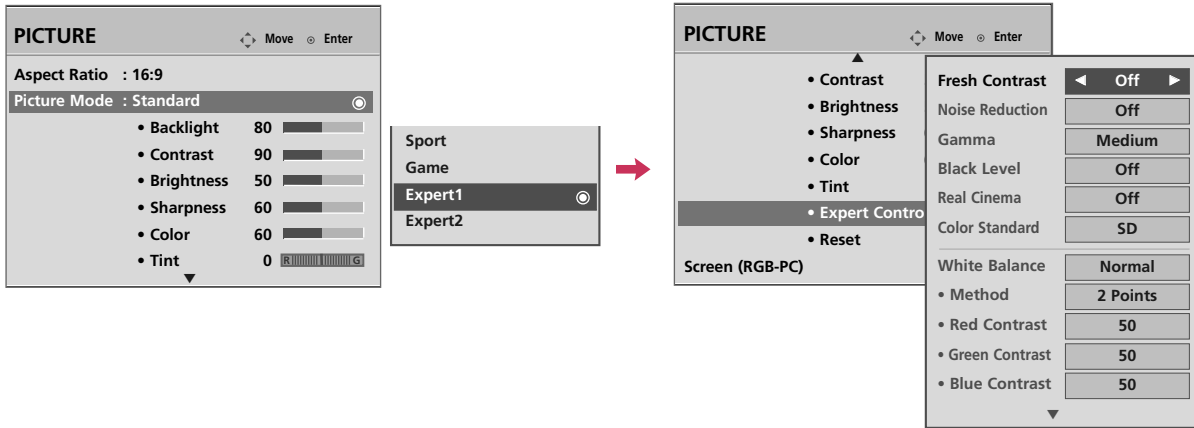 PICTURE Move Enter
Aspect Ratio : 16:9
Picture Mode : Standard
• Backlight 80
• Contrast 90
• Brightness 50
• Sharpness 60
• Color 60
• Tint 0 R G
Sport
Game
Expert1
Expert2
PICTURE Move Enter
• Contrast
• Brightness
• Sharpness
• Color
• Tint
• Expert Contro
• Reset
Screen (RGB-PC)
Fresh Contrast Off
Noise Reduction Off
Gamma Medium
Black Level Off
Real Cinema Off
Color Standard SD
White Balance Normal
• Method 2 Points
• Red Contrast 50
• Green Contrast 50
• Blue Contrast 50